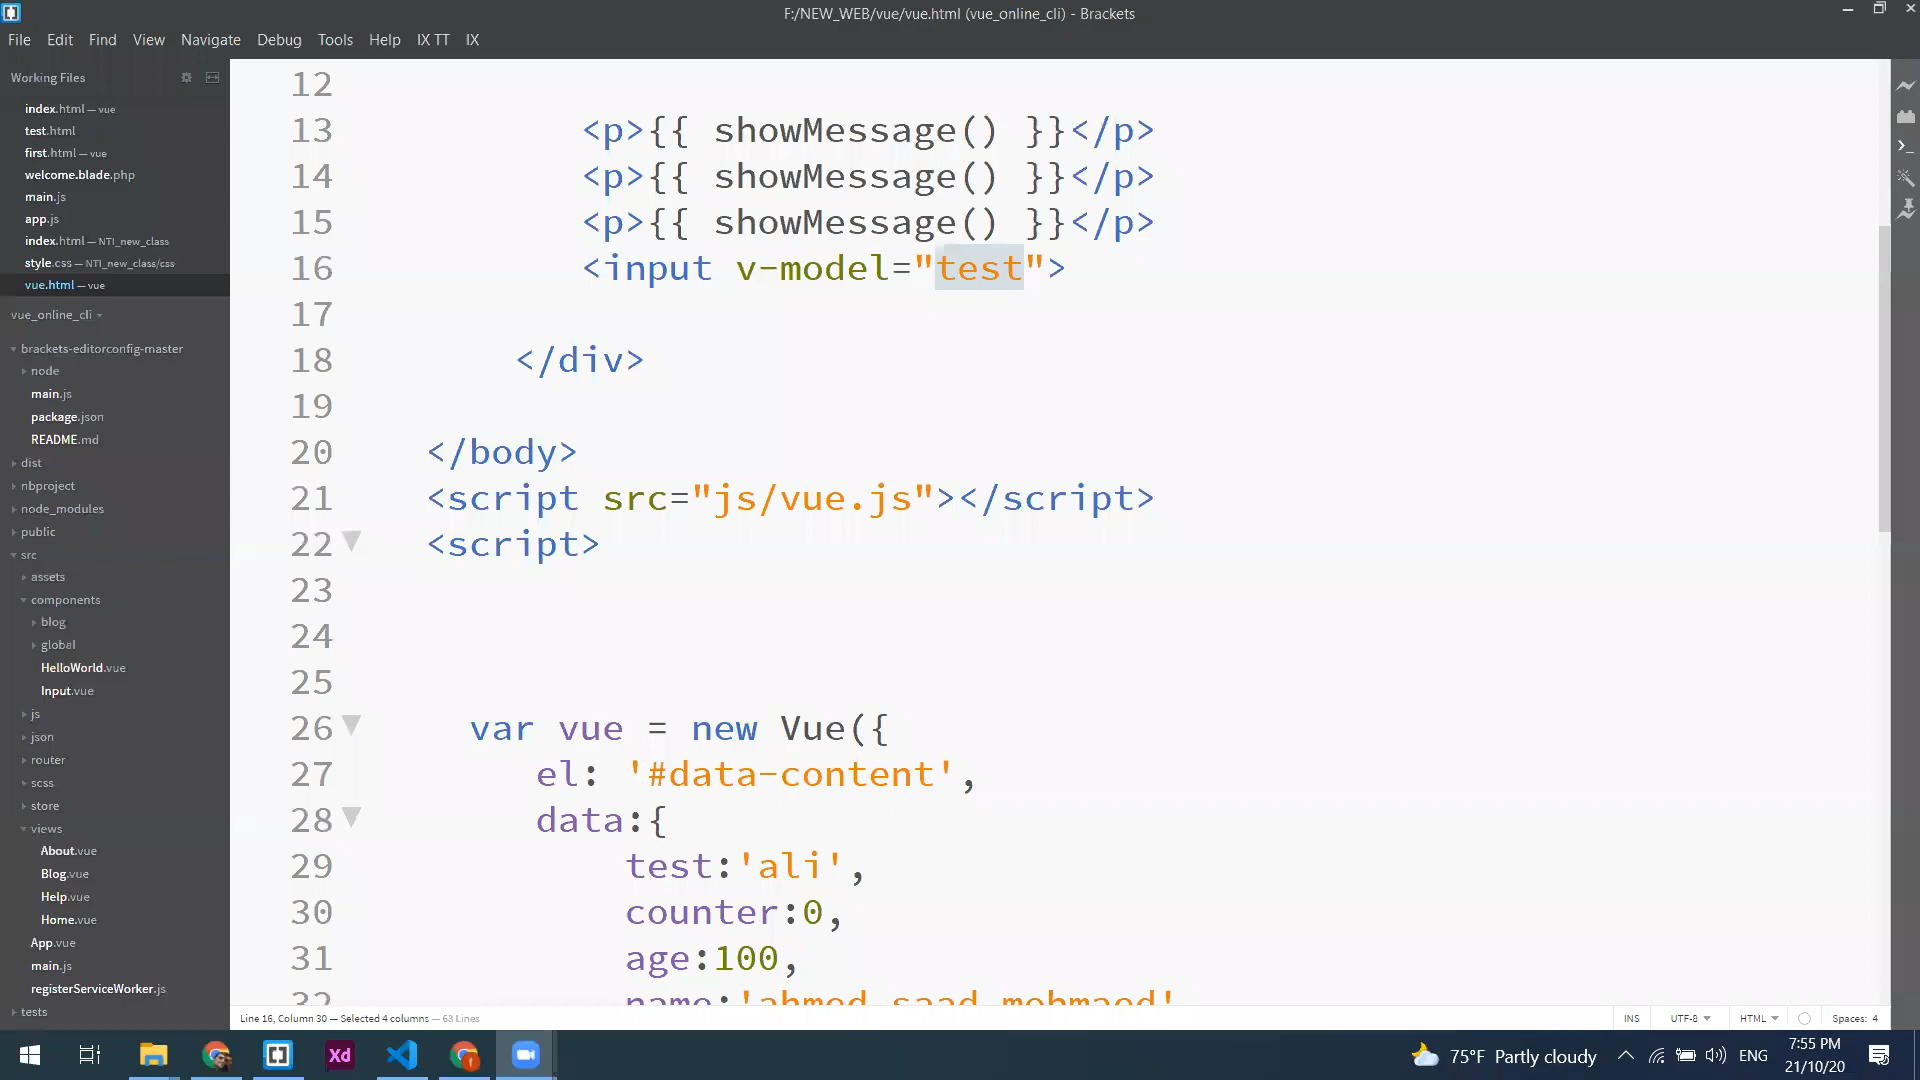 F:/NEW_WEB/vue/vue.html (vue_online_cli) - Brackets
File Edit Find View Navigate Debug Tools Help IX TT IX
Working Files
index.html — vue
test.html
first.html — vue
welcome.blade.php
main.js
app.js
index.html — NTI_new_class
style.css — NTI_new_class/css
vue.html — vue
vue_online_cli
brackets-editorconfig-master
node
main.js
package.json
README.md
dist
nbproject
node_modules
public
src
assets
components
blog
global
HelloWorld.vue
Input.vue
js
json
router
scss
store
views
About.vue
Blog.vue
Help.vue
Home.vue
App.vue
main.js
registerServiceWorker.js
tests
12
13 <p>{{ showMessage() }}</p>
14 <p>{{ showMessage() }}</p>
15 <p>{{ showMessage() }}</p>
16 <input v-model="test">
17
18 </div>
19
20 </body>
21 <script src="js/vue.js"></script>
22 <script>
23
24
25
26 var vue = new Vue({
27 el: '#data-content',
28 data:{
29 test:'ali',
30 counter:0,
31 age:100,
32 name:'ahmed saad mohmaed'
Line 16, Column 30 — Selected 4 columns — 63 Lines
INS UTF-8 HTML Spaces: 4
Xd
75°F Partly cloudy
ENG
7:55 PM
21/10/20